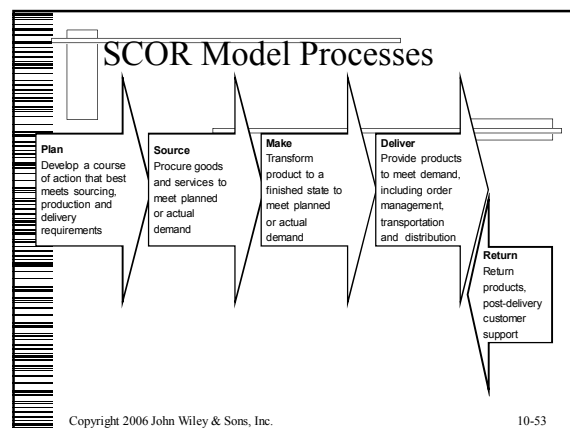 SCOR Model Processes
Plan
Develop a course
of action that best
meets sourcing,
production and
delivery
requirements
Source
Procure goods
and services to
meet planned
or actual
demand
Make
Transform
product to a
finished state to
meet planned
or actual
demand
Deliver
Provide products
to meet demand,
including order
management,
transportation
and distribution
Return
Return
products,
post-delivery
customer
support
Copyright 2006 John Wiley & Sons, Inc.
10-53